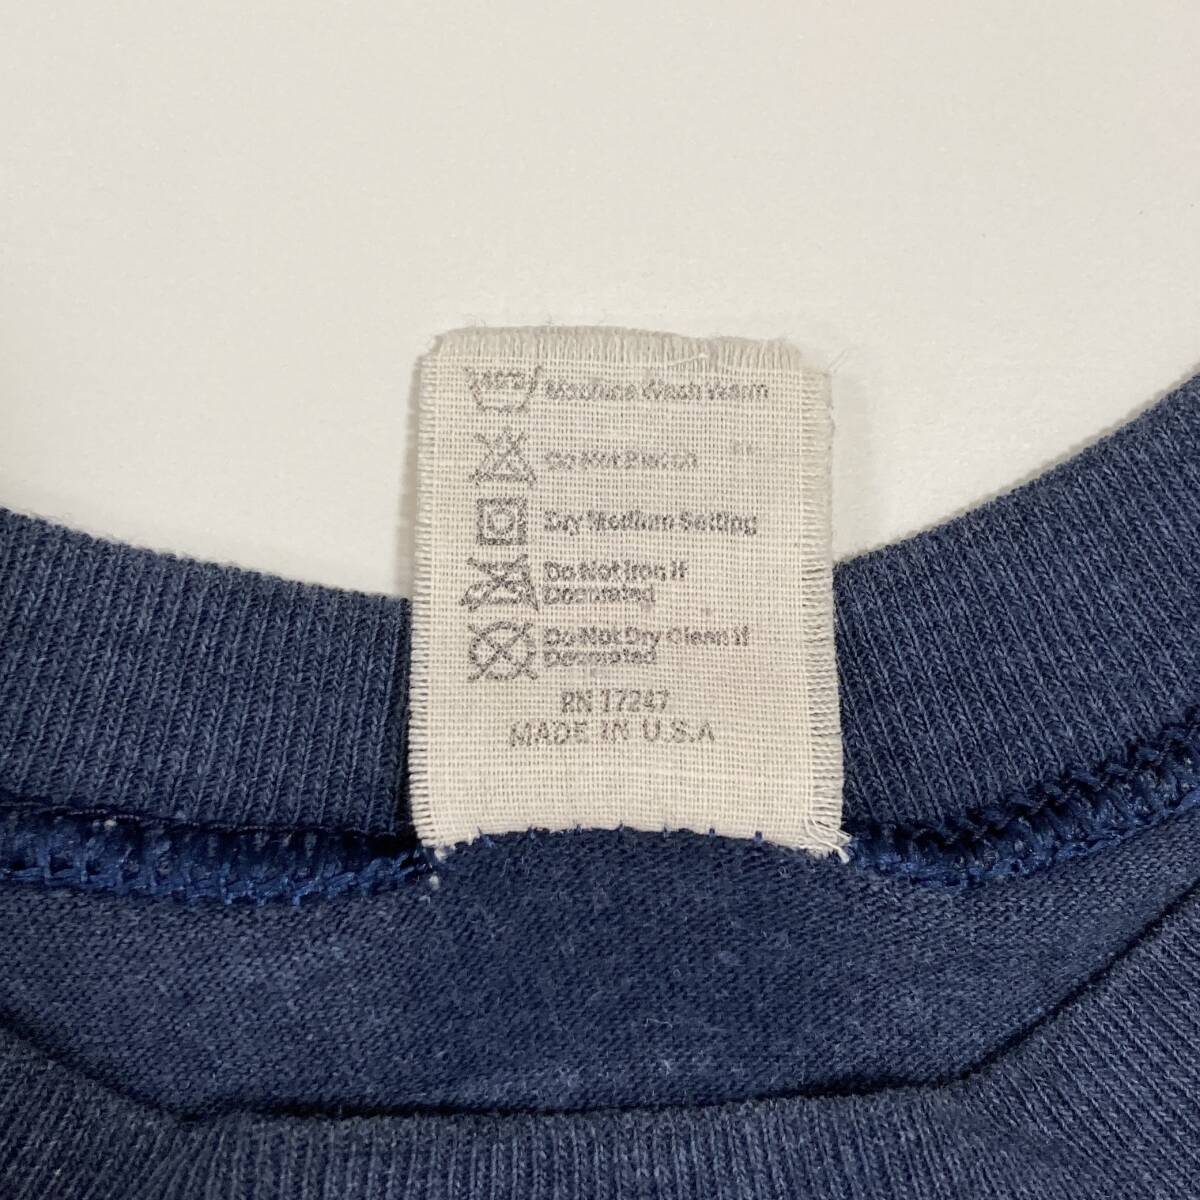 Machine Wash Warm
Do Not Bleach
Dry Medium Setting
Do Not Iron If
Decorated
Do Not Dry Clean If
Decorated
RN 17247
MADE IN U.S.A